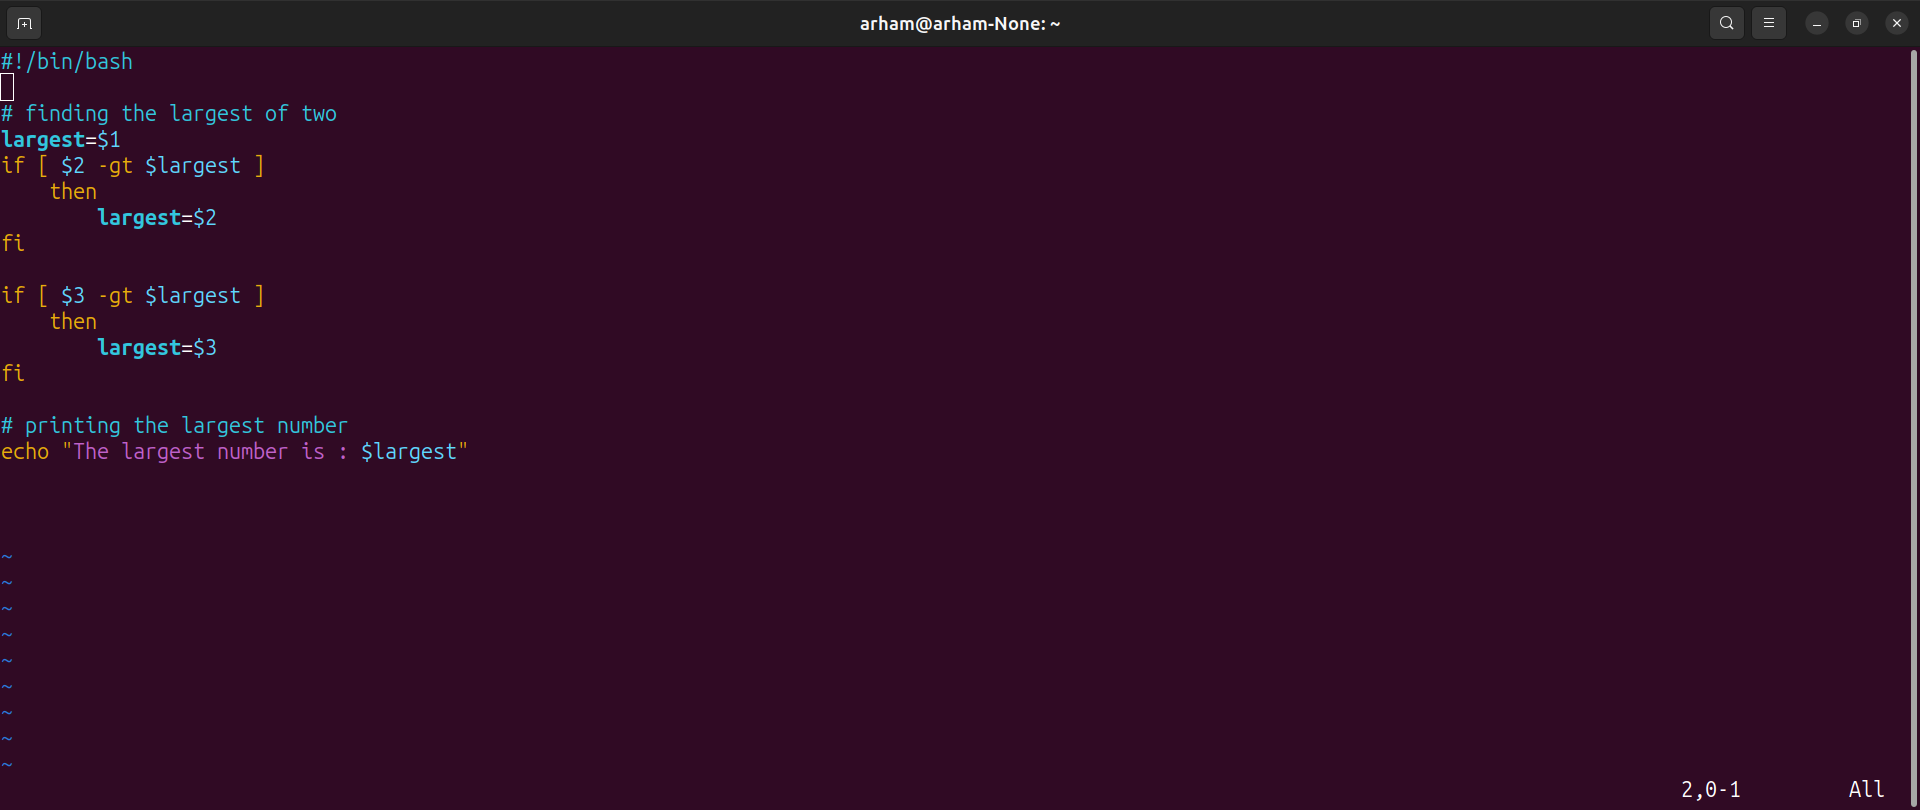 arham@arham-None: ~
#!/bin/bash
# finding the largest of two
largest=$1
if [ $2 -gt $largest ]
    then
        largest=$2
fi
if [ $3 -gt $largest ]
    then
        largest=$3
fi
# printing the largest number
echo "The largest number is : $largest"
~
~
~
~
~
~
~
~
~
2,0-1 All